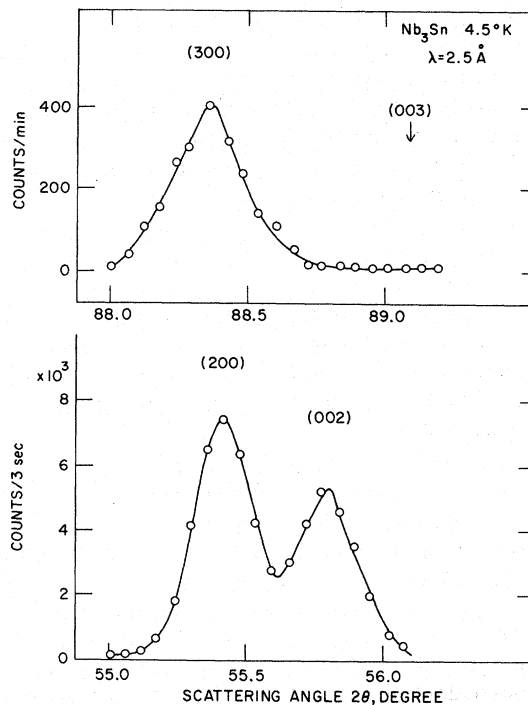 Nb₃Sn 4.5°K
λ=2.5Å
(300)
(003)
400
200
0
COUNTS/min
88.0 88.5 89.0
(200)
(002)
x10³
8
6
4
2
0
COUNTS/3 sec
55.0 55.5 56.0
SCATTERING ANGLE 2θ, DEGREE